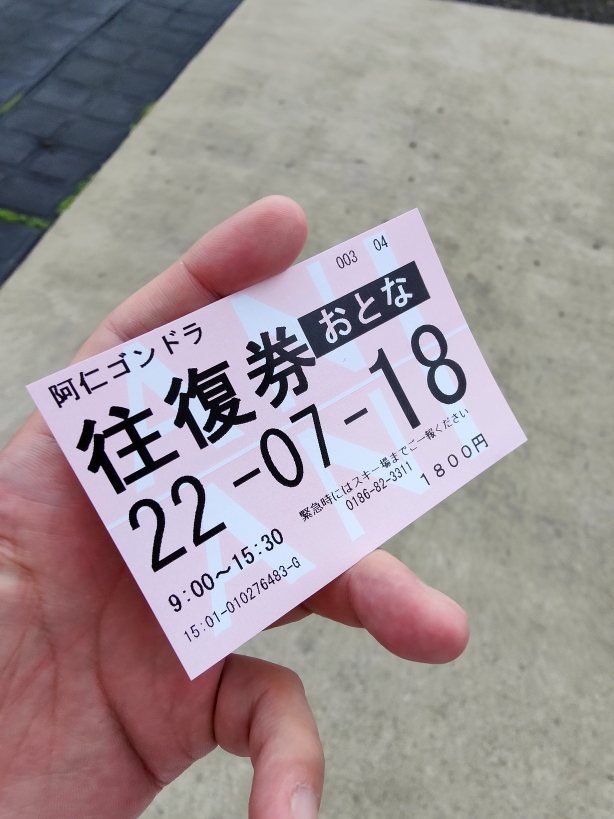 003 04
阿仁ゴンドラ
往復券 おとな
22-07-18
緊急時にはスキー場までご一報ください
0186-82-3311 1800円
9:00〜15:30
15:01-010276483-G
ANI
ANI